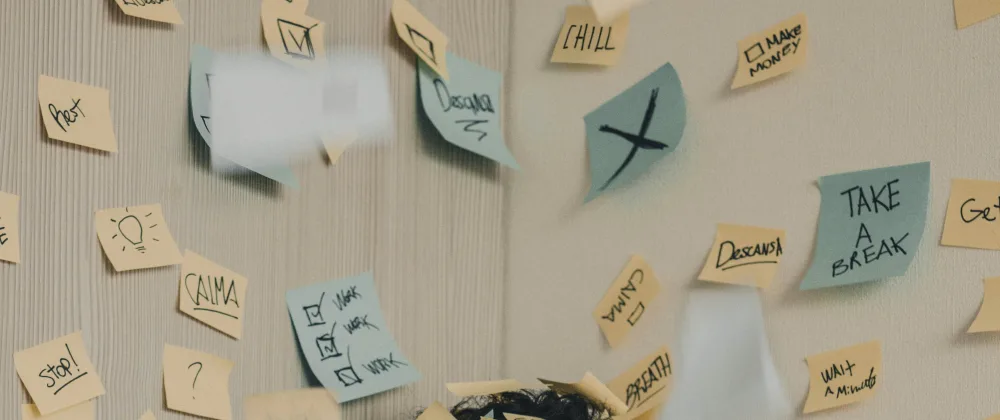 CHILL
MAKE
MONEY
Rest
DESCANSA
TAKE
A
BREAK
DESCANSA
CALMA
WORK
WORK
WORK
CALMA
STOP!
?
BREATH
WAIT
A Minute